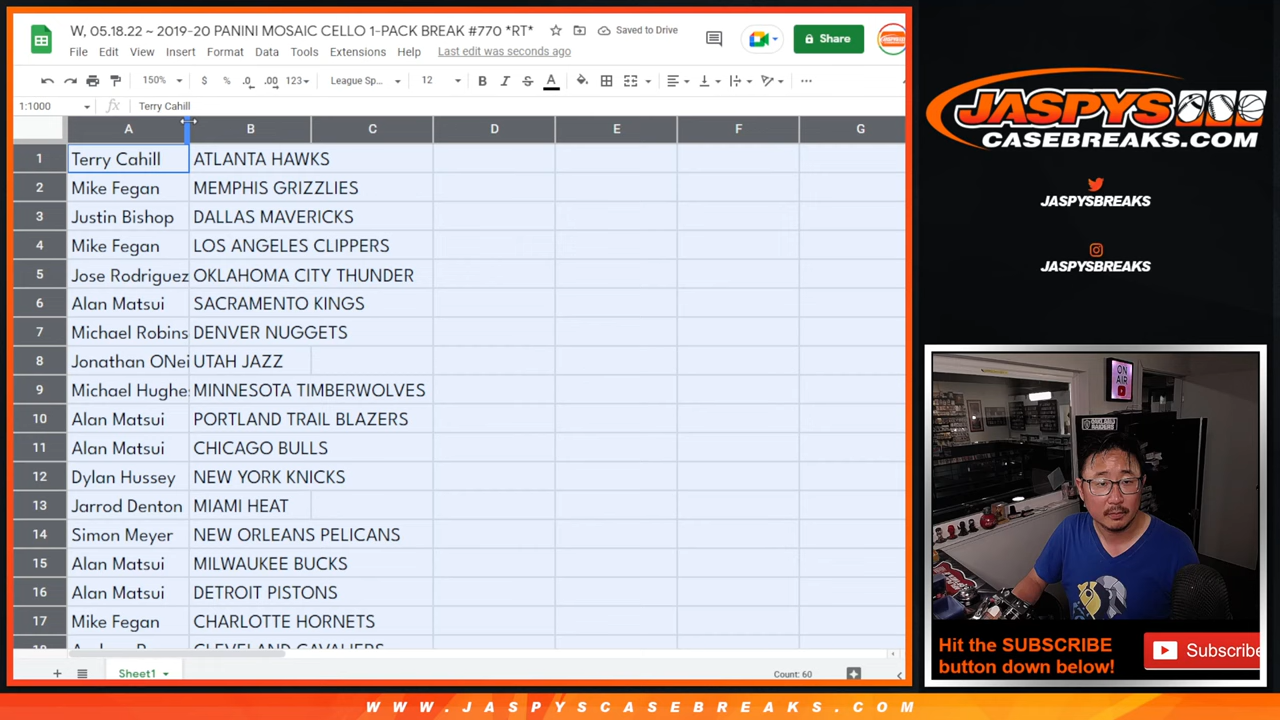 W, 05.18.22 ~ 2019-20 PANINI MOSAIC CELLO 1-PACK BREAK #770 *RT*
Saved to Drive
Share
File Edit View Insert Format Data Tools Extensions Help Last edit was seconds ago
150% $ % .0 .00 123 League Sp... 12 B I S A
1:1000 fx Terry Cahill
A B C D E F G
1 Terry Cahill ATLANTA HAWKS
2 Mike Fegan MEMPHIS GRIZZLIES
3 Justin Bishop DALLAS MAVERICKS
4 Mike Fegan LOS ANGELES CLIPPERS
5 Jose Rodriguez OKLAHOMA CITY THUNDER
6 Alan Matsui SACRAMENTO KINGS
7 Michael Robins DENVER NUGGETS
8 Jonathan ONei UTAH JAZZ
9 Michael Hughe MINNESOTA TIMBERWOLVES
10 Alan Matsui PORTLAND TRAIL BLAZERS
11 Alan Matsui CHICAGO BULLS
12 Dylan Hussey NEW YORK KNICKS
13 Jarrod Denton MIAMI HEAT
14 Simon Meyer NEW ORLEANS PELICANS
15 Alan Matsui MILWAUKEE BUCKS
16 Alan Matsui DETROIT PISTONS
17 Mike Fegan CHARLOTTE HORNETS
CLEVELAND CAVALIERS
Sheet1
Count: 60
JASPYS
CASEBREAKS.COM
JASPYSBREAKS
JASPYSBREAKS
ON
AIR
Hit the SUBSCRIBE
button down below!
Subscribe
WWW.JASPYSCASEBREAKS.COM